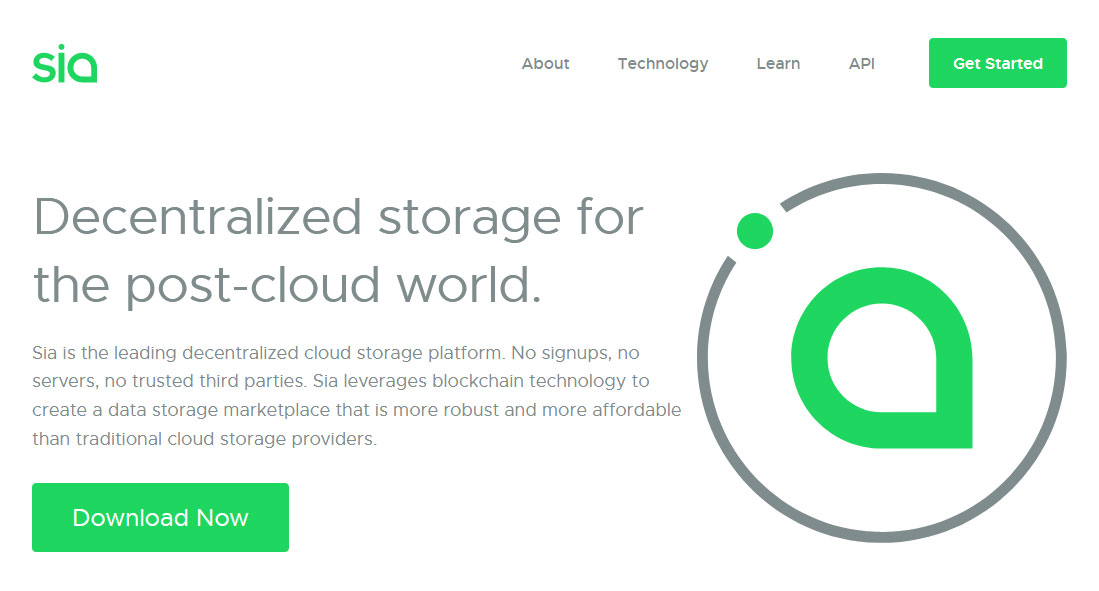 sia
About Technology Learn API Get Started
Decentralized storage for
the post-cloud world.
Sia is the leading decentralized cloud storage platform. No signups, no
servers, no trusted third parties. Sia leverages blockchain technology to
create a data storage marketplace that is more robust and more affordable
than traditional cloud storage providers.
Download Now